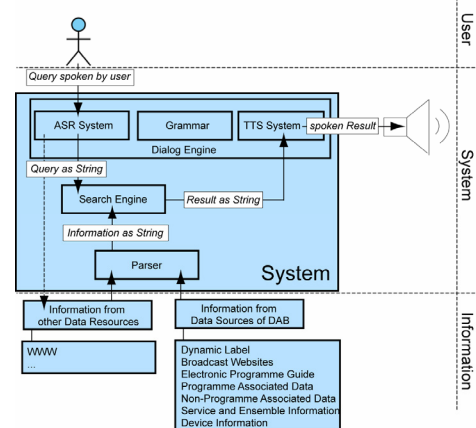 User
Query spoken by user
ASR System
Grammar
TTS System
spoken Result
Dialog Engine
Query as String
Search Engine
Result as String
Information as String
Parser
System
System
Information from
other Data Resources
WWW
...
Information from
Data Sources of DAB
Dynamic Label
Broadcast Websites
Electronic Programme Guide
Programme Associated Data
Non-Programme Associated Data
Service and Ensemble Information
Device Information
Information